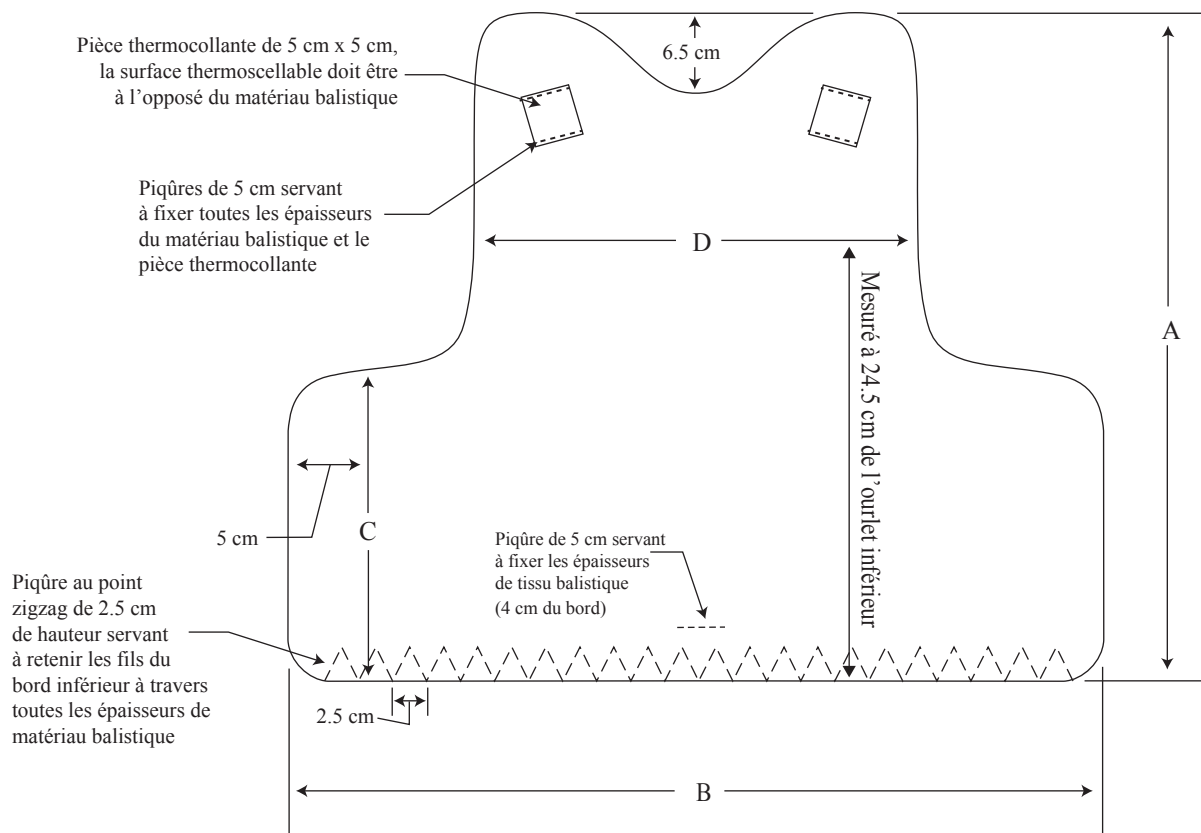 Pièce thermocollante de 5 cm x 5 cm,
la surface thermoscellable doit être
à l'opposé du matériau balistique
6.5 cm
Piqûres de 5 cm servant
à fixer toutes les épaisseurs
du matériau balistique et le
pièce thermocollante
D
Mesuré à 24.5 cm de l'ourlet inférieur
A
5 cm
C
Piqûre de 5 cm servant
à fixer les épaisseurs
de tissu balistique
(4 cm du bord)
Piqûre au point
zigzag de 2.5 cm
de hauteur servant
à retenir les fils du
bord inférieur à travers
toutes les épaisseurs de
matériau balistique
2.5 cm
B